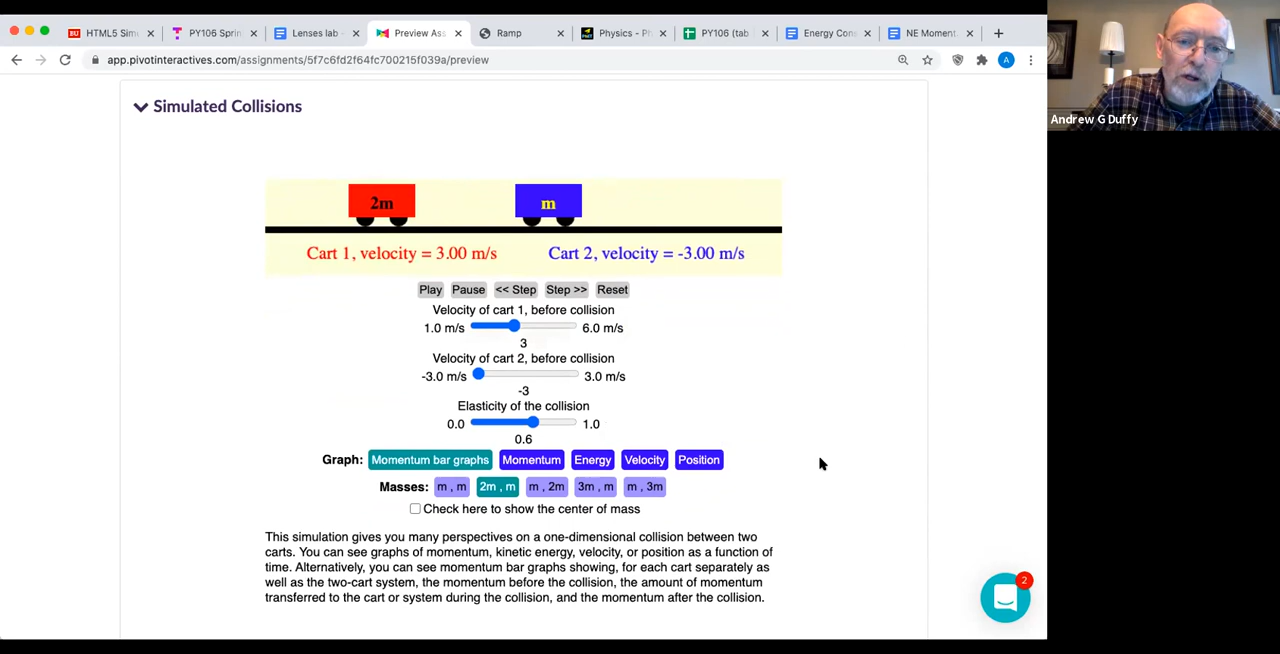 BU HTML5 Sim
PY106 Sprin
Lenses lab -
Preview Ass
Ramp
Physics - Ph
PY106 (tab
Energy Con
NE Moment
app.pivotinteractives.com/assignments/5f7c6fd2f64fc700215f039a/preview
A
Andrew G Duffy
Simulated Collisions
2m
m
Cart 1, velocity = 3.00 m/s
Cart 2, velocity = -3.00 m/s
Play Pause << Step Step >> Reset
Velocity of cart 1, before collision
1.0 m/s 6.0 m/s
3
Velocity of cart 2, before collision
-3.0 m/s 3.0 m/s
-3
Elasticity of the collision
0.0 1.0
0.6
Graph: Momentum bar graphs Momentum Energy Velocity Position
Masses: m , m 2m , m m , 2m 3m , m m , 3m
Check here to show the center of mass
This simulation gives you many perspectives on a one-dimensional collision between two
carts. You can see graphs of momentum, kinetic energy, velocity, or position as a function of
time. Alternatively, you can see momentum bar graphs showing, for each cart separately as
well as the two-cart system, the momentum before the collision, the amount of momentum
transferred to the cart or system during the collision, and the momentum after the collision.
2